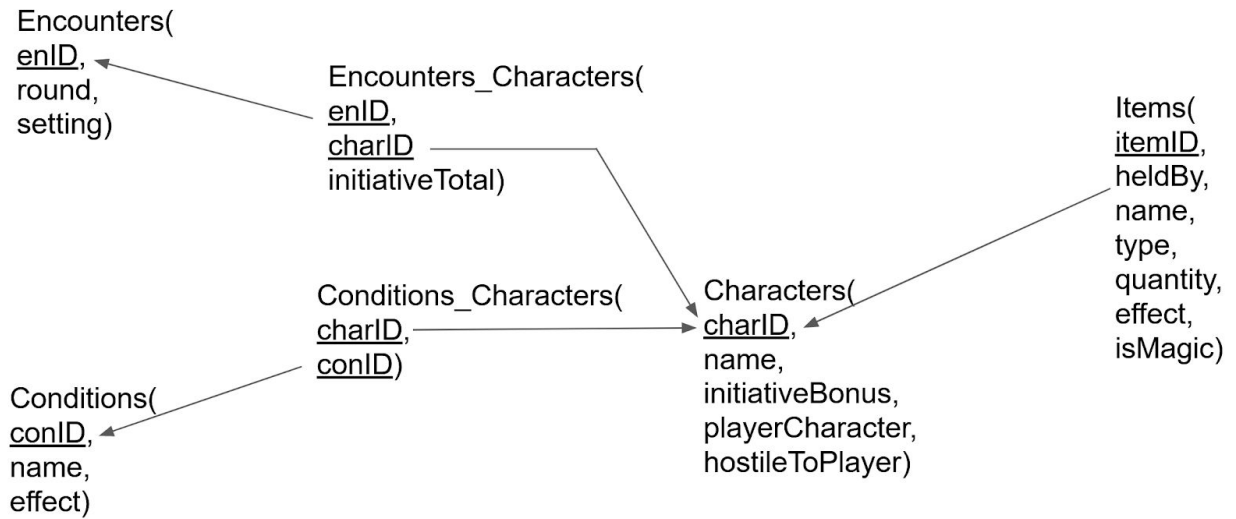 Encounters(
enID,
round,
setting)
Encounters_Characters(
enID,
charID
initiativeTotal)
Items(
itemID,
heldBy,
name,
type,
quantity,
effect,
isMagic)
Conditions_Characters(
charID,
conID)
Characters(
charID,
name,
initiativeBonus,
playerCharacter,
hostileToPlayer)
Conditions(
conID,
name,
effect)